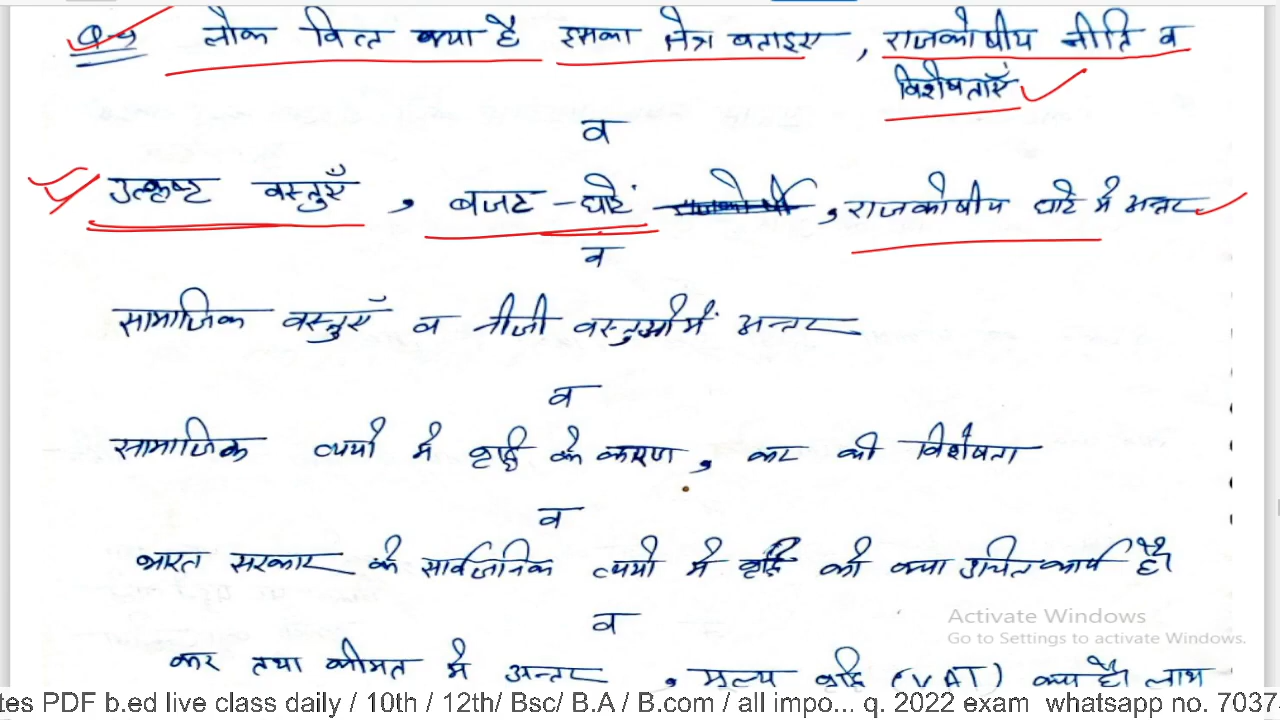 Q-1 लोक वित्त क्या है इसका क्षेत्र बताइए, राजकोषीय नीति व
विशेषताएँ
व
उत्कृष्ट वस्तुएँ, बजट-घाटे, राजकोषीय घाटे में अन्तर
व
सामाजिक वस्तुएँ व नीजी वस्तुओं में अन्तर
व
सामाजिक व्ययों में वृद्धि के कारण, कर की विशेषता
व
भारत सरकार के सार्वजनिक व्ययों में वृद्धि की क्या उचित कार्य है।
व
कर तथा कीमत में अन्तर, मूल्य वृद्धि (VAT) क्या है। लाभ
Activate Windows
Go to Settings to activate Windows.
tes PDF b.ed live class daily / 10th / 12th/ Bsc/ B.A / B.com / all impo... q. 2022 exam whatsapp no. 7037